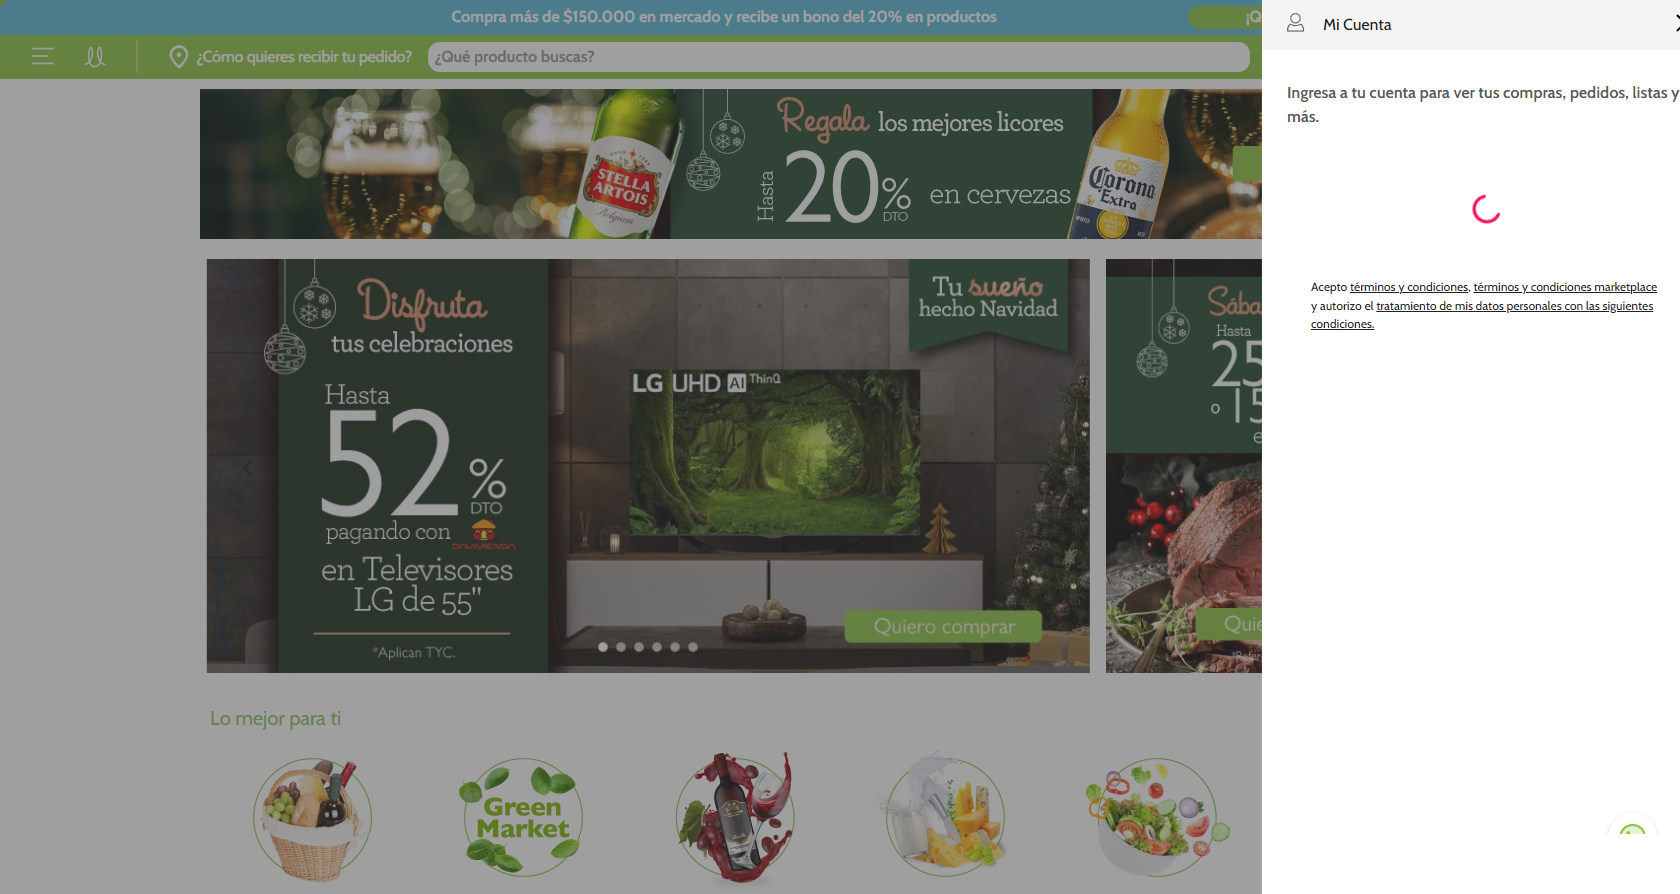 Compra más de $150.000 en mercado y recibe un bono del 20% en productos
Mi Cuenta
¿Cómo quieres recibir tu pedido?
¿Qué producto buscas?
Ingresa a tu cuenta para ver tus compras, pedidos, listas y
más.
Acepto términos y condiciones, términos y condiciones marketplace
y autorizo el tratamiento de mis datos personales con las siguientes
condiciones.
Regala los mejores licores
Hasta
20%
DTO
en cervezas
ANNO 1366
STELLA
ARTOIS
Belgium
Corona
Extra
Disfruta
tus celebraciones
Hasta
52%
DTO
pagando con
DAVIVIENDA
en Televisores
LG de 55"
*Aplican TYC.
Tu sueño
hecho Navidad
LG UHD AI ThinQ
Quiero comprar
Hasta
25
o 15
Lo mejor para ti
Green
Market